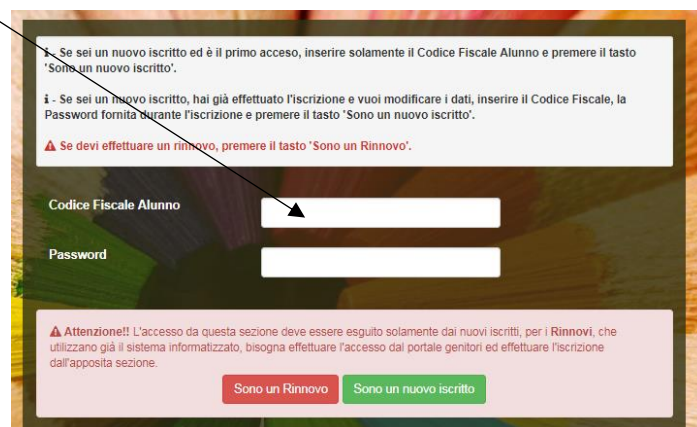 i - Se sei un nuovo iscritto ed è il primo acceso, inserire solamente il Codice Fiscale Alunno e premere il tasto
'Sono un nuovo iscritto'.
i - Se sei un nuovo iscritto, hai già effettuato l'iscrizione e vuoi modificare i dati, inserire il Codice Fiscale, la
Password fornita durante l'iscrizione e premere il tasto 'Sono un nuovo iscritto'.
Se devi effettuare un rinnovo, premere il tasto 'Sono un Rinnovo'.
Codice Fiscale Alunno
Password
Attenzione!! L'accesso da questa sezione deve essere esguito solamente dai nuovi iscritti, per i Rinnovi, che
utilizzano giá il sistema informatizzato, bisogna effettuare l'accesso dal portale genitori ed effettuare l'iscrizione
dall'apposita sezione.
Sono un Rinnovo Sono un nuovo iscritto